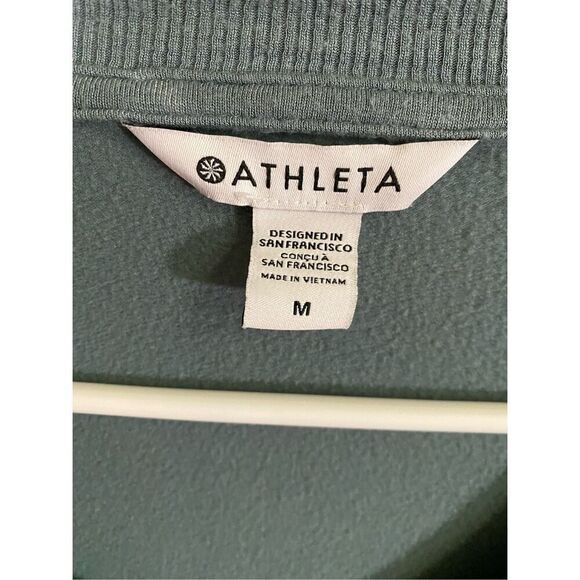 ATHLETA
DESIGNED IN
SAN FRANCISCO
CONÇU À
SAN FRANCISCO
MADE IN VIETNAM
M